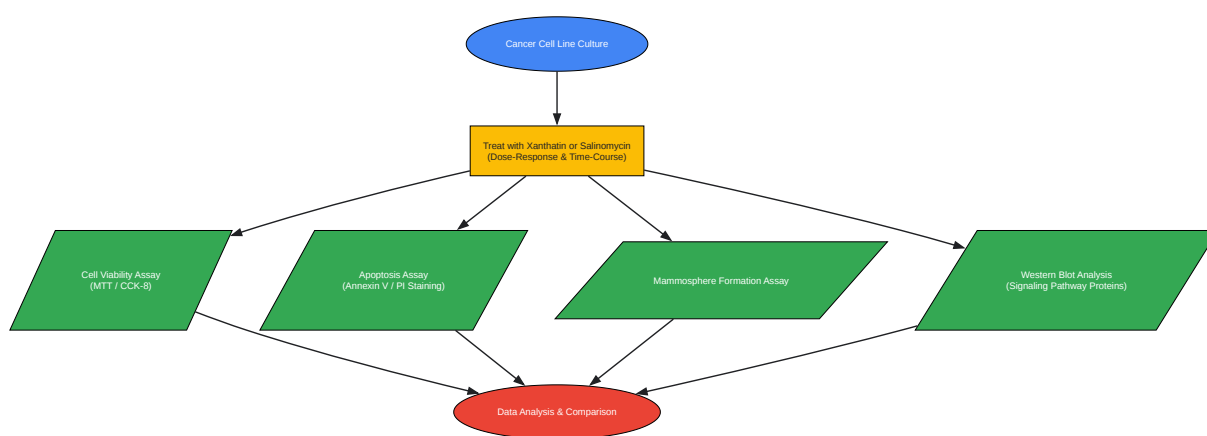 Cancer Cell Line Culture
Treat with Xanthatin or Salinomycin
(Dose-Response & Time-Course)
Cell Viability Assay
(MTT / CCK-8)
Apoptosis Assay
(Annexin V / PI Staining)
Mammosphere Formation Assay
Western Blot Analysis
(Signaling Pathway Proteins)
Data Analysis & Comparison